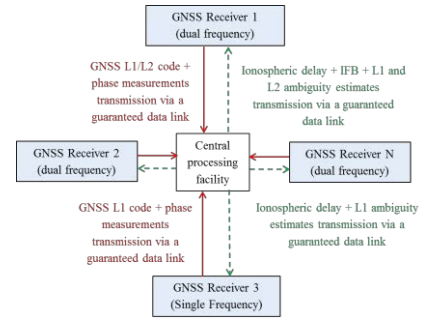 GNSS Receiver 1
(dual frequency)
GNSS L1/L2 code +
phase measurements
transmission via a
guaranteed data link
Ionospheric delay + IFB + L1 and
L2 ambiguity estimates
transmission via a guaranteed
data link
GNSS Receiver 2
(dual frequency)
Central
processing
facility
GNSS Receiver N
(dual frequency)
GNSS L1 code + phase
measurements
transmission via a
guaranteed data link
Ionospheric delay + L1 ambiguity
estimates transmission via a
guaranteed data link
GNSS Receiver 3
(Single Frequency)